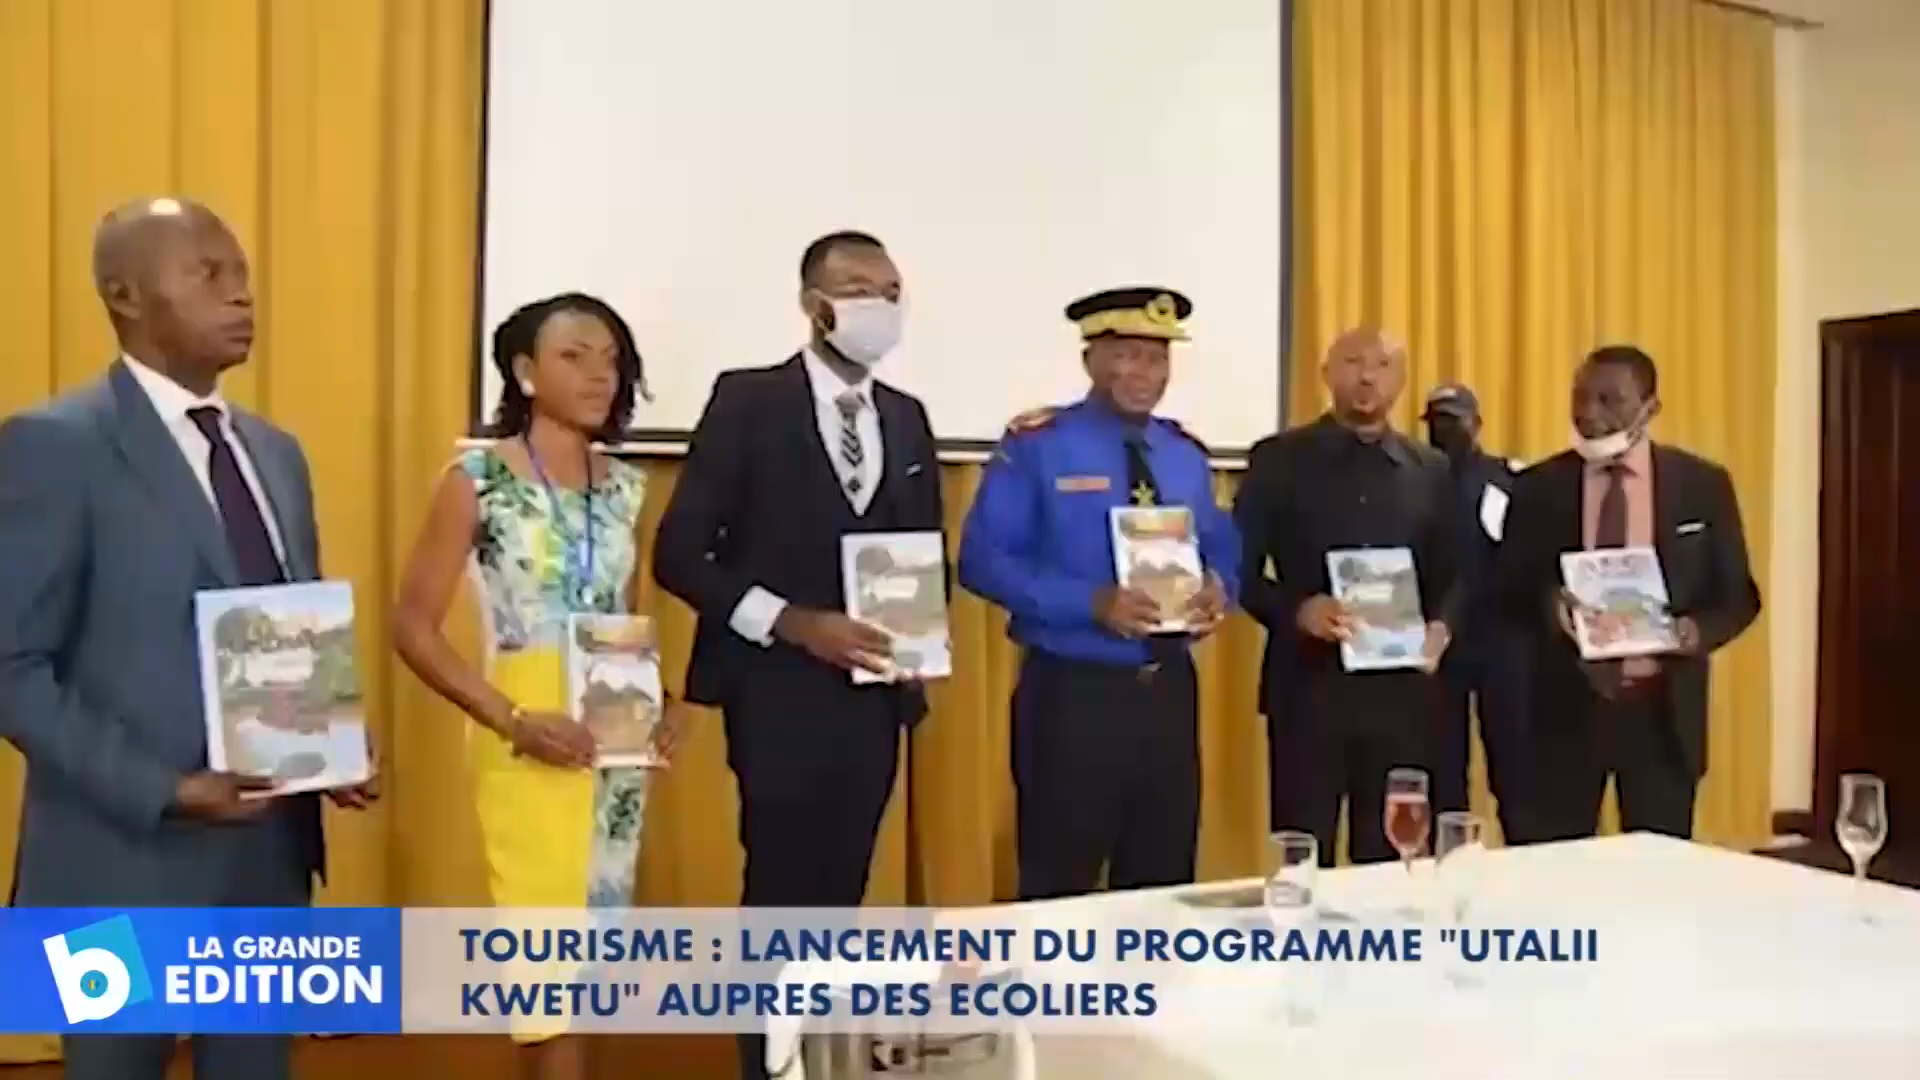 LA GRANDE
EDITION
TOURISME : LANCEMENT DU PROGRAMME "UTALII
KWETU" AUPRES DES ECOLIERS